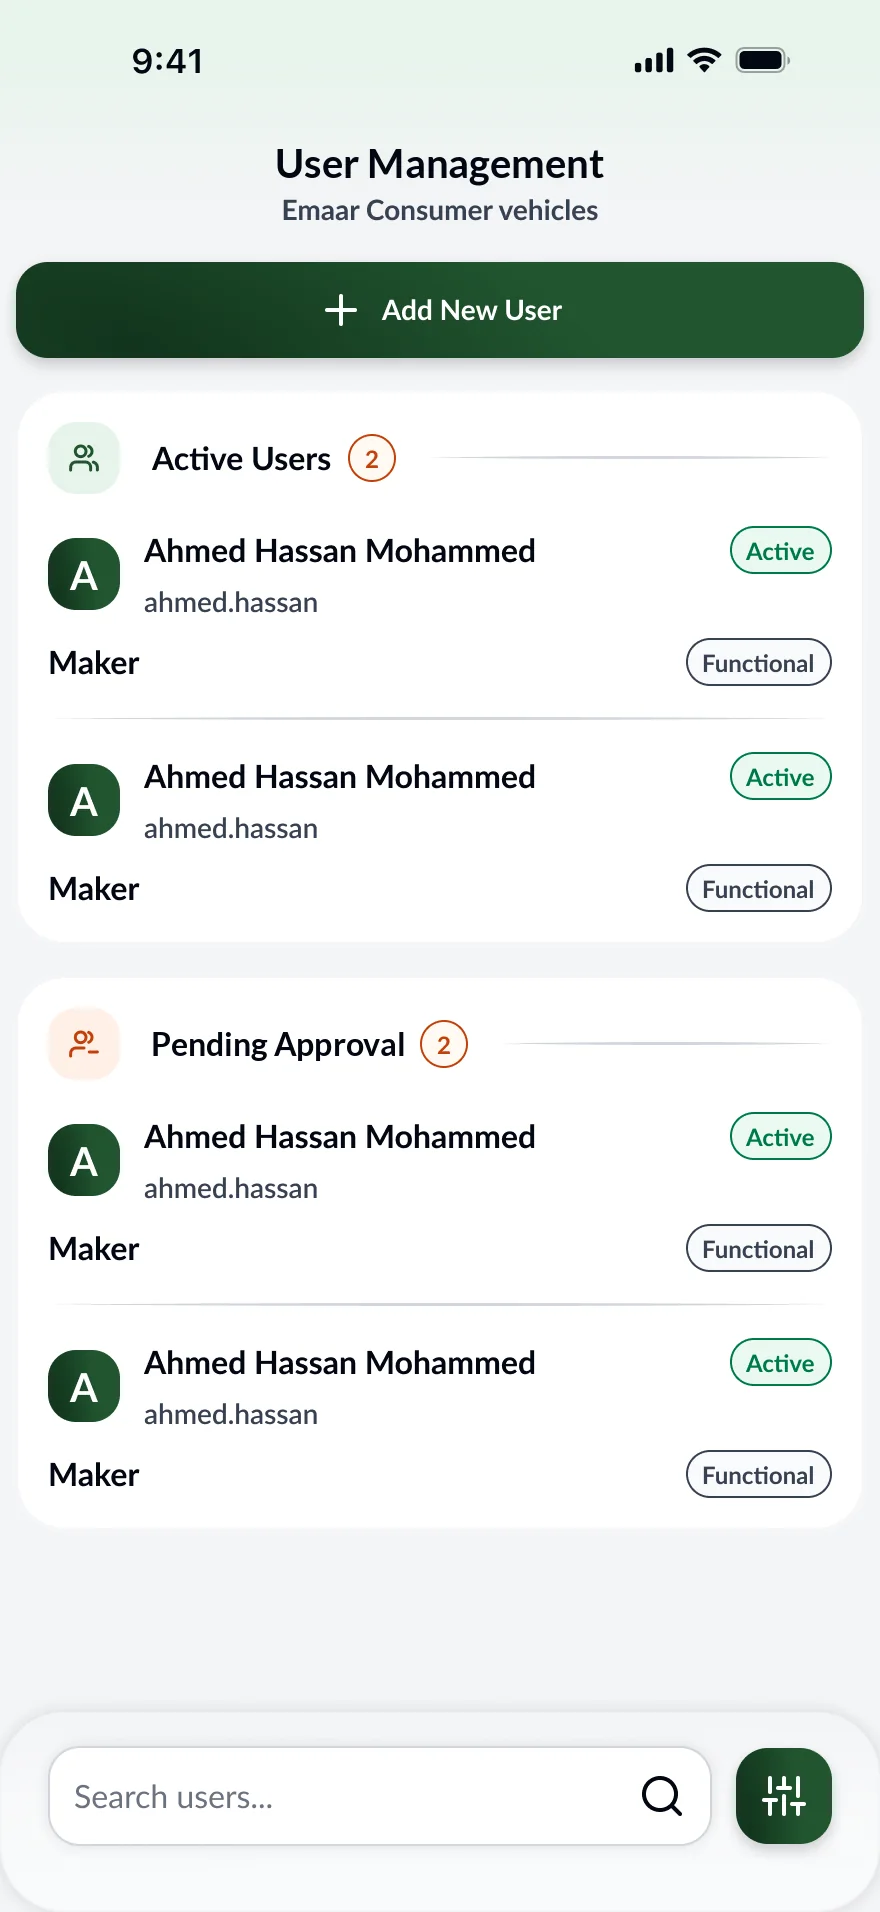 9:41
User Management
Emaar Consumer vehicles
Add New User
Active Users 2
A Ahmed Hassan Mohammed Active
ahmed.hassan
Maker Functional
A Ahmed Hassan Mohammed Active
ahmed.hassan
Maker Functional
Pending Approval 2
A Ahmed Hassan Mohammed Active
ahmed.hassan
Maker Functional
A Ahmed Hassan Mohammed Active
ahmed.hassan
Maker Functional
Search users...